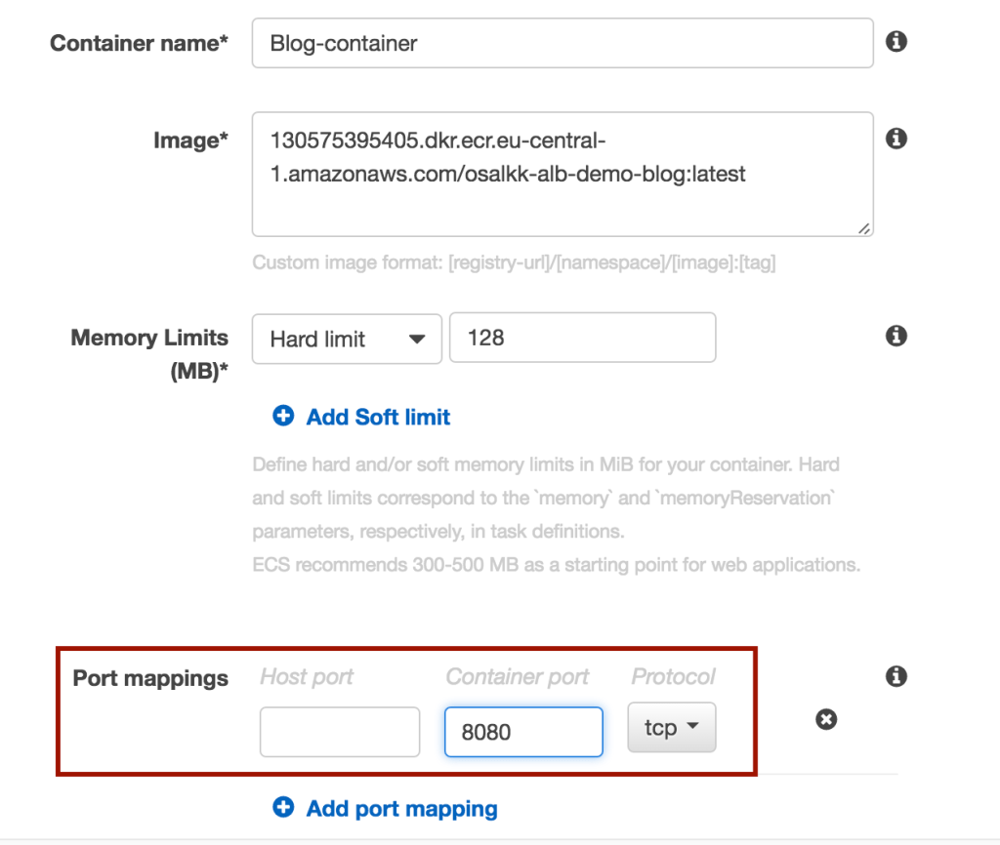 Container name*
Blog-container
Image*
130575395405.dkr.ecr.eu-central-
1.amazonaws.com/osalkk-alb-demo-blog:latest
Custom image format: [registry-url]/[namespace]/[image]:[tag]
Memory Limits
(MB)*
Hard limit
128
Add Soft limit
Define hard and/or soft memory limits in MiB for your container. Hard
and soft limits correspond to the `memory` and `memoryReservation`
parameters, respectively, in task definitions.
ECS recommends 300-500 MB as a starting point for web applications.
Port mappings
Host port
Container port
Protocol
8080
tcp
Add port mapping